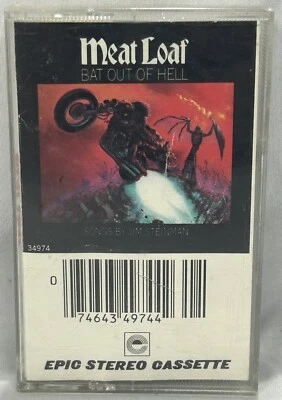 Meat Loaf
BAT OUT OF HELL
SONGS BY JIM STEINMAN
34974
0
74643 49744
EPIC STEREO CASSETTE